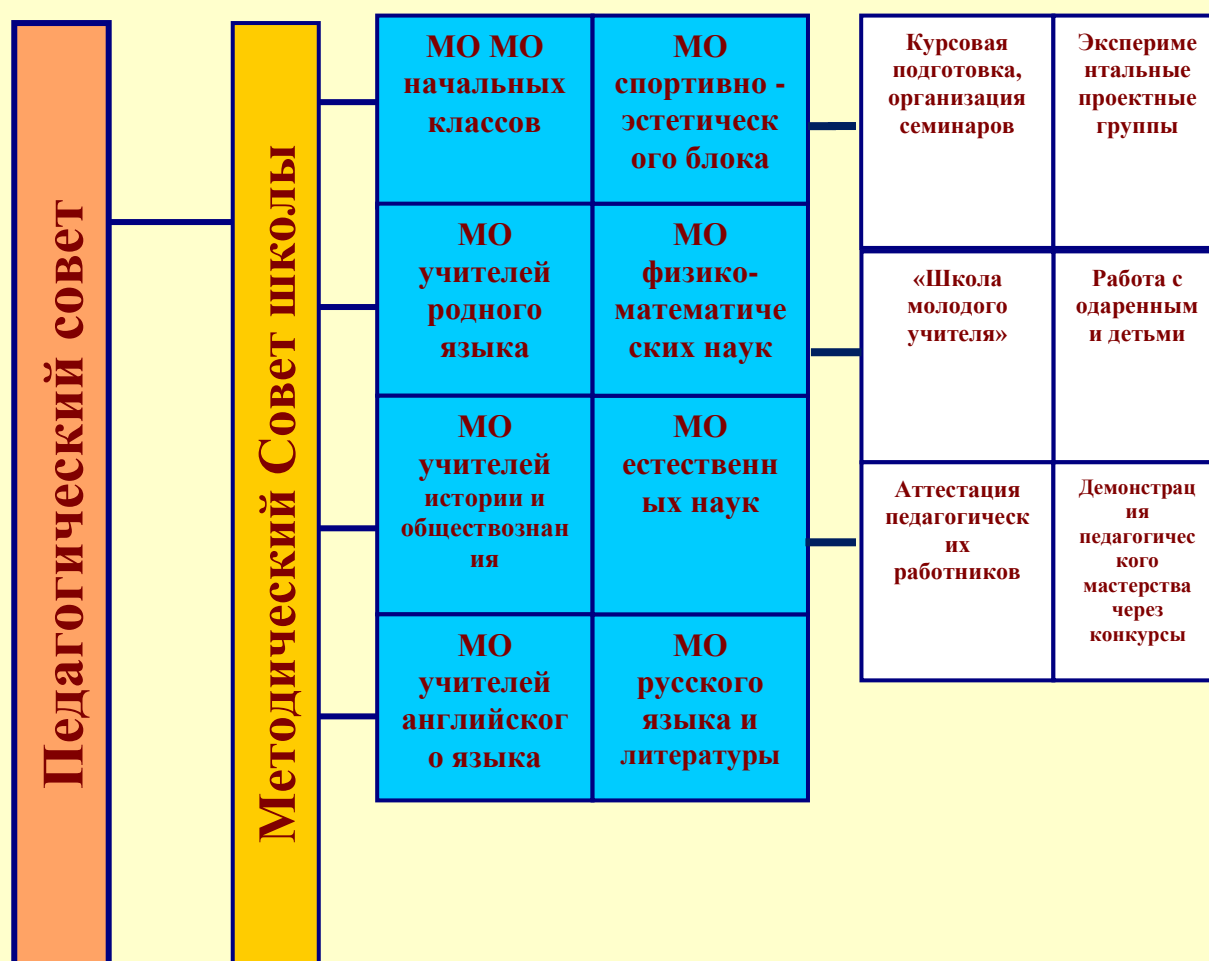 Педагогический совет
Методический Совет школы
МО МО
начальных
классов
МО
спортивно -
эстетическ
ого блока
МО
учителей
родного
языка
МО
физико-
математиче
ских наук
МО
учителей
истории и
обществознан
ия
МО
естественн
ых наук
МО
учителей
английског
о языка
МО
русского
языка и
литературы
Курсовая
подготовка,
организация
семинаров
Экспериме
нтальные
проектные
группы
«Школа
молодого
учителя»
Работа с
одаренным
и детьми
Аттестация
педагогическ
их
работников
Демонстрац
ия
педагогичес
кого
мастерства
через
конкурсы